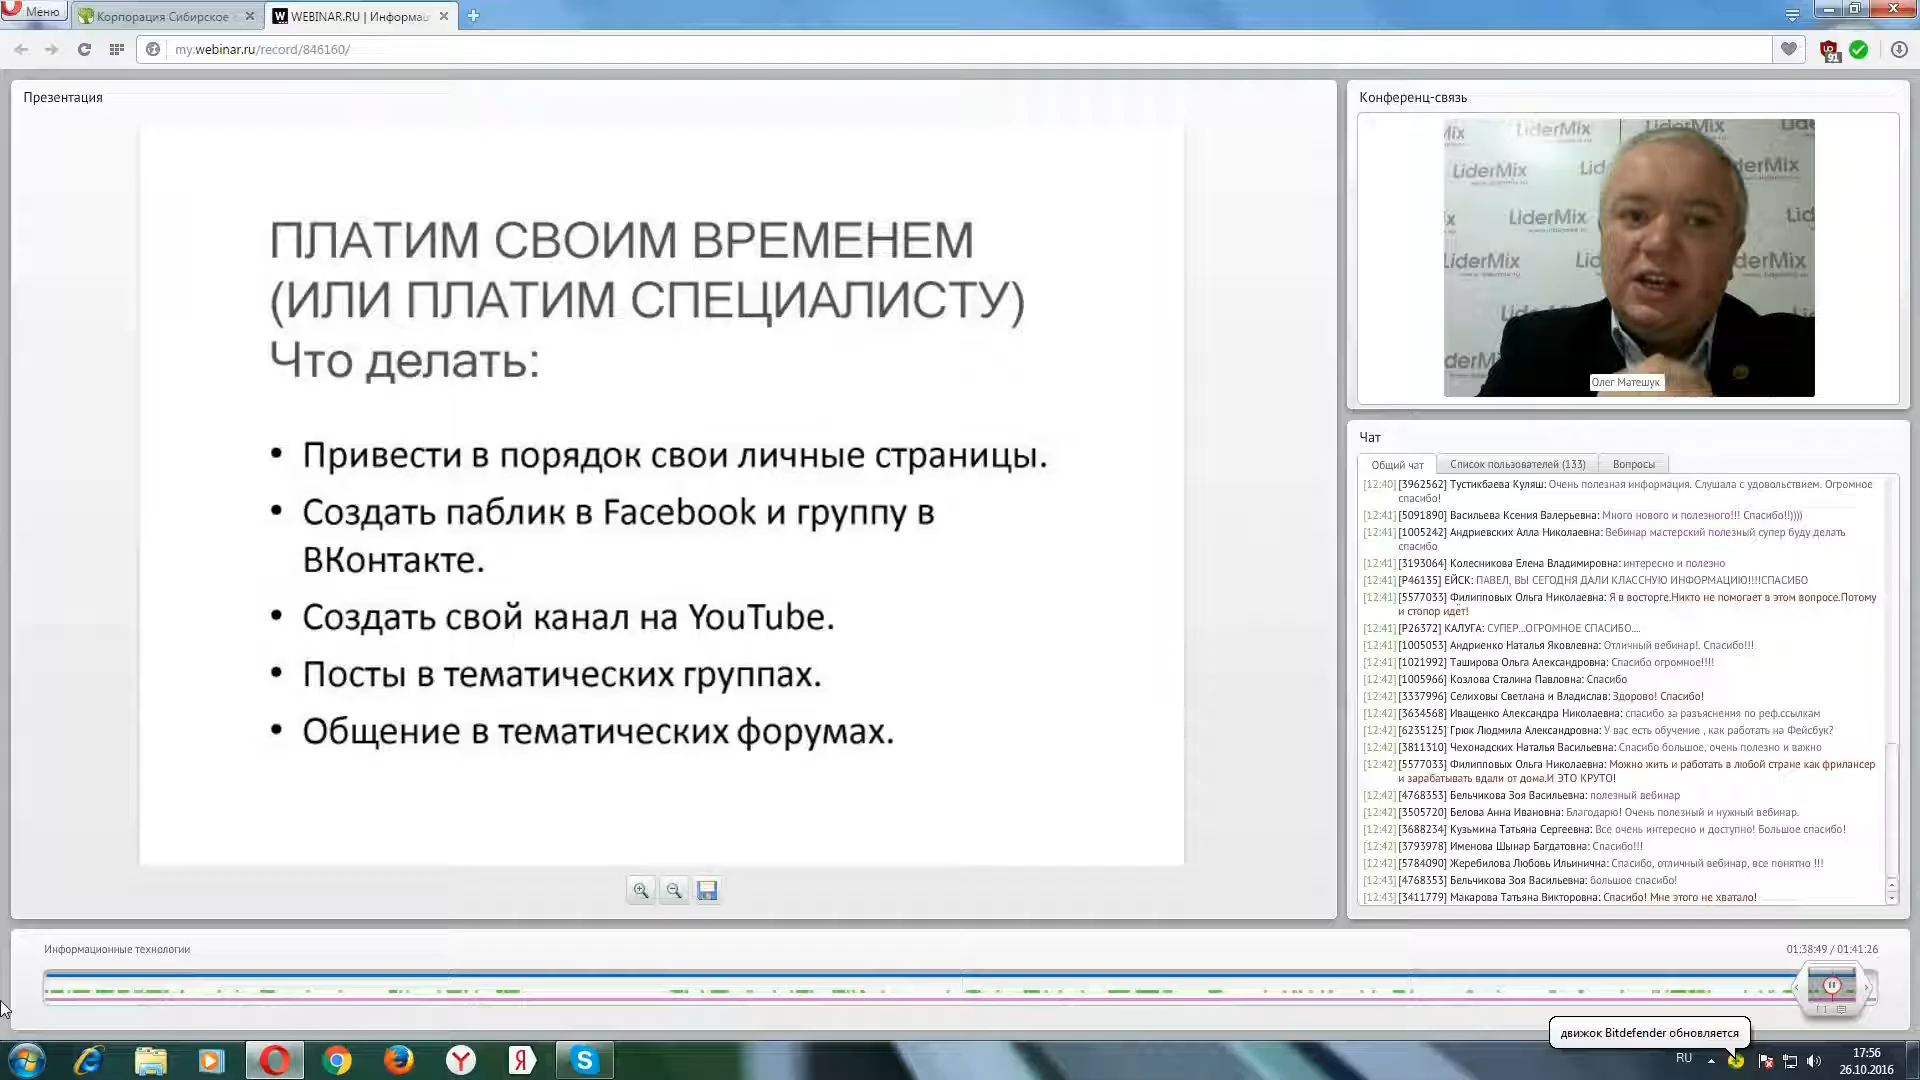 Меню
Корпорация Сибирское
WEBINAR.RU | Информац
my.webinar.ru/record/846160/
91
Презентация
ПЛАТИМ СВОИМ ВРЕМЕНЕМ
(ИЛИ ПЛАТИМ СПЕЦИАЛИСТУ)
Что делать:
• Привести в порядок свои личные страницы.
• Создать паблик в Facebook и группу в
ВКонтакте.
• Создать свой канал на YouTube.
• Посты в тематических группах.
• Общение в тематических форумах.
Конференц-связь
LiderMix
LiderMix
LiderMix
LiderMix
Олег Матешук
Чат
Общий чат
Список пользователей (133)
Вопросы
[12:40] [3962562] Тустикбаева Куляш: Очень полезная информация. Слушала с удовольствием. Огромное
спасибо!
[12:41] [5091890] Васильева Ксения Валерьевна: Много нового и полезного!!! Спасибо!!))))
[12:41] [1005242] Андриевских Алла Николаевна: Вебинар мастерский полезный супер буду делать
спасибо
[12:41] [3193064] Колесникова Елена Владимировна: интересно и полезно
[12:41] [P46135] ЕЙСК: ПАВЕЛ, ВЫ СЕГОДНЯ ДАЛИ КЛАССНУЮ ИНФОРМАЦИЮ!!!!СПАСИБО
[12:41] [5577033] Филипповых Ольга Николаевна: Я в восторге.Никто не помогает в этом вопросе.Потому
и стопор идёт!
[12:41] [P26372] КАЛУГА: СУПЕР...ОГРОМНОЕ СПАСИБО....
[12:41] [1005053] Андриенко Наталья Яковлевна: Отличный вебинар!. Спасибо!!!
[12:41] [1021992] Таширова Ольга Александровна: Спасибо огромное!!!!
[12:42] [1005966] Козлова Сталина Павловна: Спасибо
[12:42] [3337996] Селиховы Светлана и Владислав: Здорово! Спасибо!
[12:42] [3634568] Иващенко Александра Николаевна: спасибо за разъяснения по реф.ссылкам
[12:42] [6235125] Грюк Людмила Александровна: У вас есть обучение , как работать на Фейсбук?
[12:42] [3811310] Чехонадских Наталья Васильевна: Спасибо большое, очень полезно и важно
[12:42] [5577033] Филипповых Ольга Николаевна: Можно жить и работать в любой стране как фрилансер
и зарабатывать вдали от дома.И ЭТО КРУТО!
[12:42] [4768353] Бельчикова Зоя Васильевна: полезный вебинар
[12:42] [3505720] Белова Анна Ивановна: Благодарю! Очень полезный и нужный вебинар.
[12:42] [3688234] Кузьмина Татьяна Сергеевна: Все очень интересно и доступно! Большое спасибо!
[12:42] [3793978] Именова Шынар Багдатовна: Спасибо!!!
[12:42] [5784090] Жеребилова Любовь Ильинична: Спасибо, отличный вебинар, все понятно !!!
[12:43] [4768353] Бельчикова Зоя Васильевна: большое спасибо!
[12:43] [3411779] Макарова Татьяна Викторовна: Спасибо! Мне этого не хватало!
Информационные технологии
01:38:49 / 01:41:26
движок Bitdefender обновляется
RU
17:56
26.10.2016